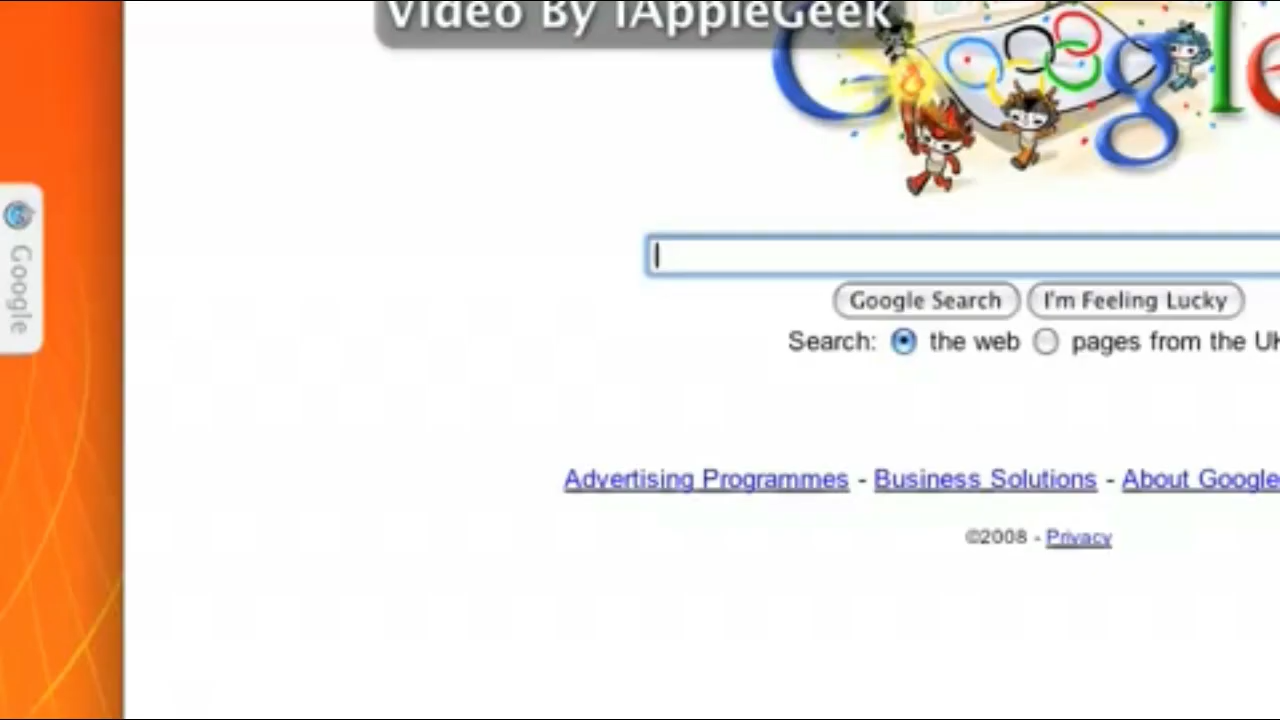 Video By IAppleGeek
Google
Google
Google Search I'm Feeling Lucky
Search: the web pages from the UK
Advertising Programmes - Business Solutions - About Google
©2008 - Privacy